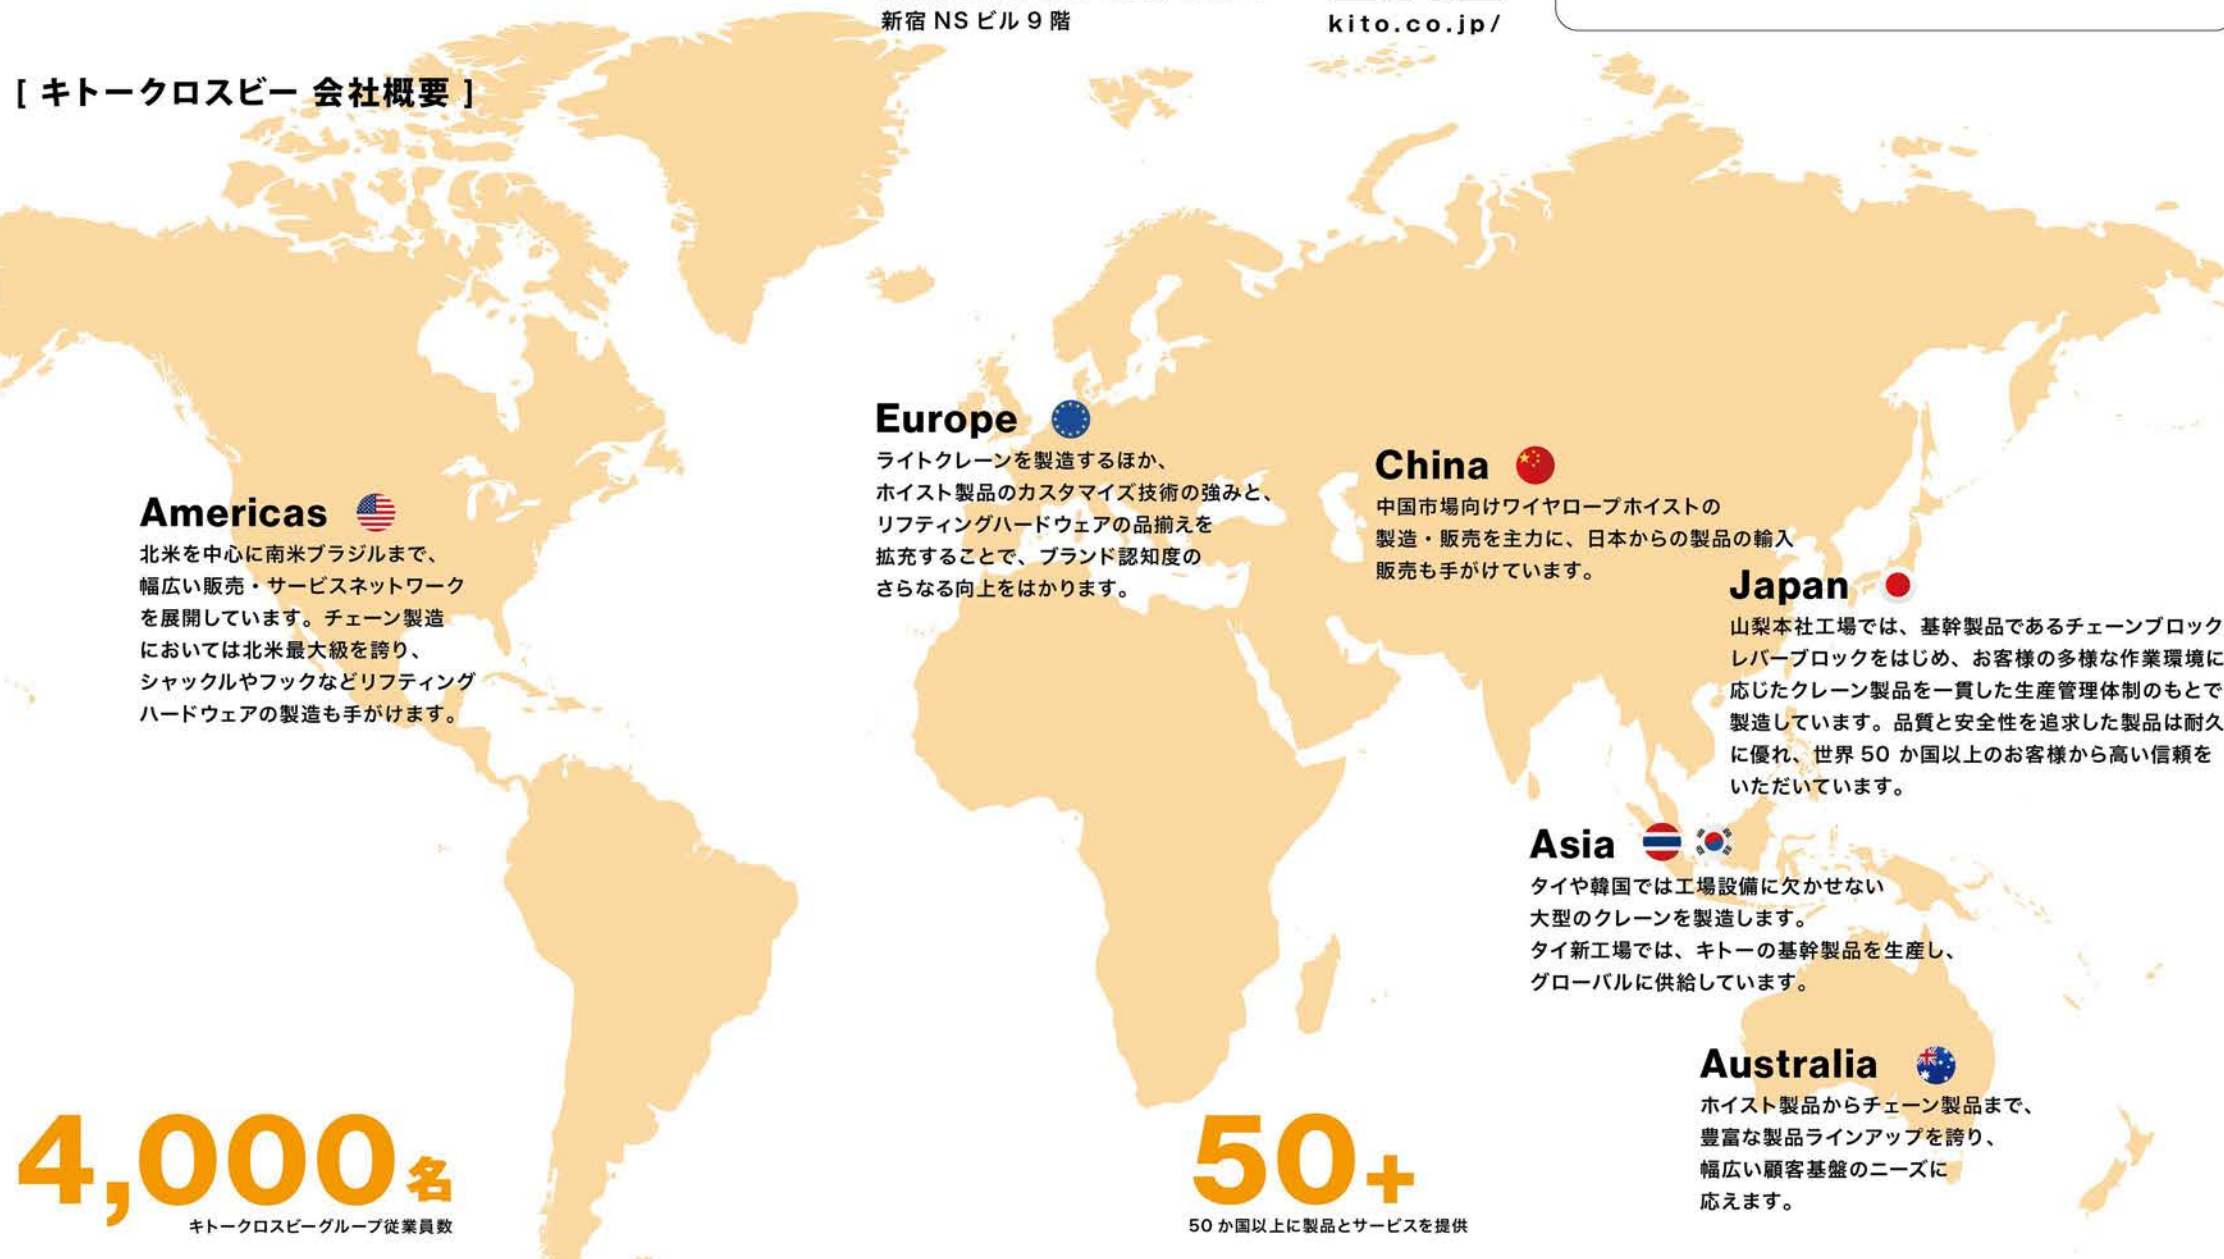 新宿 NS ビル 9 階
kito.co.jp/
[ キトークロスビー 会社概要 ]
Europe
ライトクレーンを製造するほか、
ホイスト製品のカスタマイズ技術の強みと、
リフティングハードウェアの品揃えを
拡充することで、ブランド認知度の
さらなる向上をはかります。
China
中国市場向けワイヤロープホイストの
製造・販売を主力に、日本からの製品の輸入
販売も手がけています。
Americas
北米を中心に南米ブラジルまで、
幅広い販売・サービスネットワーク
を展開しています。チェーン製造
においては北米最大級を誇り、
シャックルやフックなどリフティング
ハードウェアの製造も手がけます。
Japan
山梨本社工場では、基幹製品であるチェーンブロック
レバーブロックをはじめ、お客様の多様な作業環境に
応じたクレーン製品を一貫した生産管理体制のもとで
製造しています。品質と安全性を追求した製品は耐久
に優れ、世界 50 か国以上のお客様から高い信頼を
いただいています。
Asia
タイや韓国では工場設備に欠かせない
大型のクレーンを製造します。
タイ新工場では、キトーの基幹製品を生産し、
グローバルに供給しています。
Australia
ホイスト製品からチェーン製品まで、
豊富な製品ラインアップを誇り、
幅広い顧客基盤のニーズに
応えます。
4,000名
キトークロスビーグループ従業員数
50+
50 か国以上に製品とサービスを提供